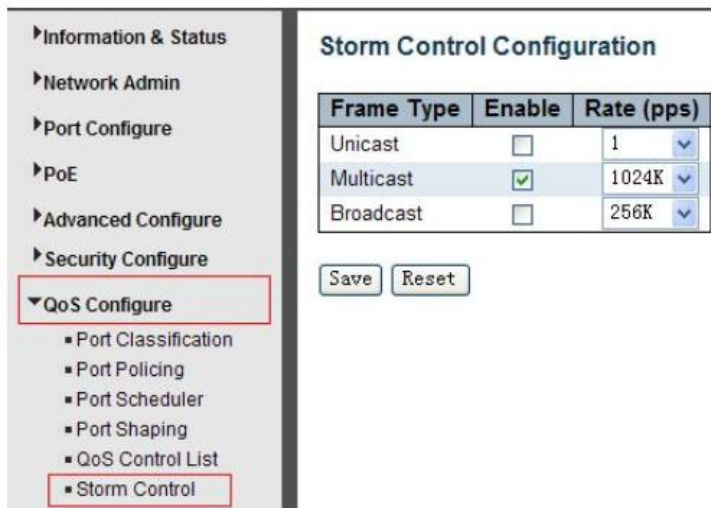 Information & Status
Network Admin
Port Configure
PoE
Advanced Configure
Security Configure
QoS Configure
Port Classification
Port Policing
Port Scheduler
Port Shaping
QoS Control List
Storm Control
Storm Control Configuration
Frame Type Enable Rate (pps)
Unicast 1
Multicast 1024K
Broadcast 256K
Save Reset